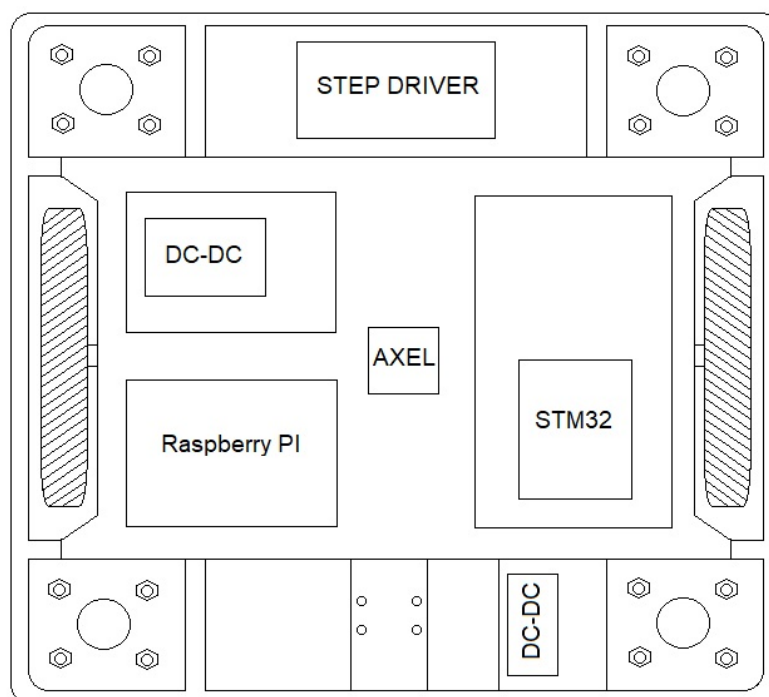 STEP DRIVER
DC-DC
AXEL
Raspberry PI
STM32
DC-DC